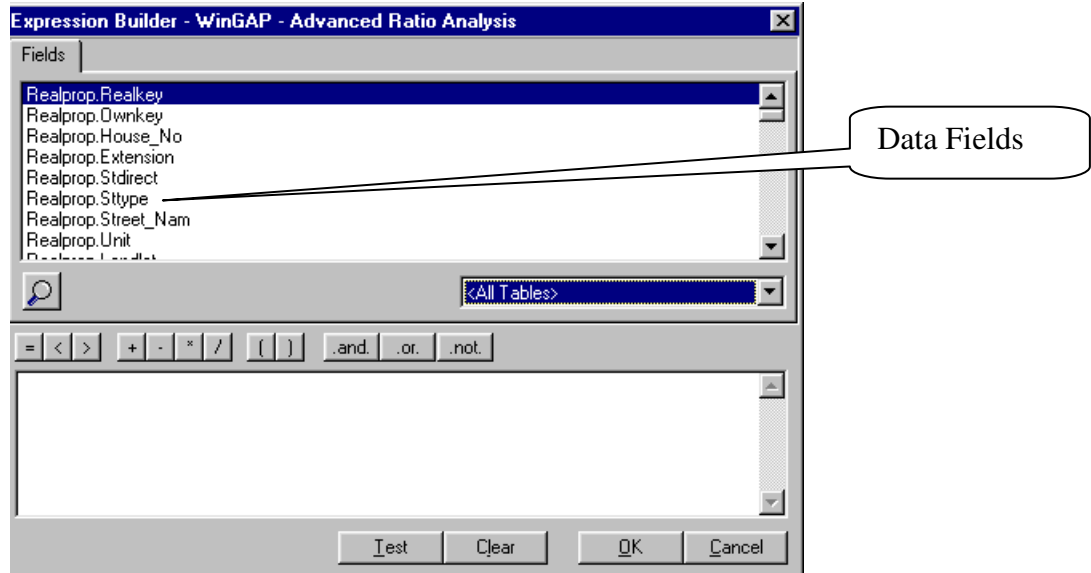 Expression Builder - WinGAP - Advanced Ratio Analysis
Fields
Realprop.Realkey
Realprop.Ownkey
Realprop.House_No
Realprop.Extension
Realprop.Stdirect
Realprop.Sttype
Realprop.Street_Nam
Realprop.Unit
Data Fields
<All Tables>
= < > + - * / ( ) .and. .or. .not.
Test Clear OK Cancel